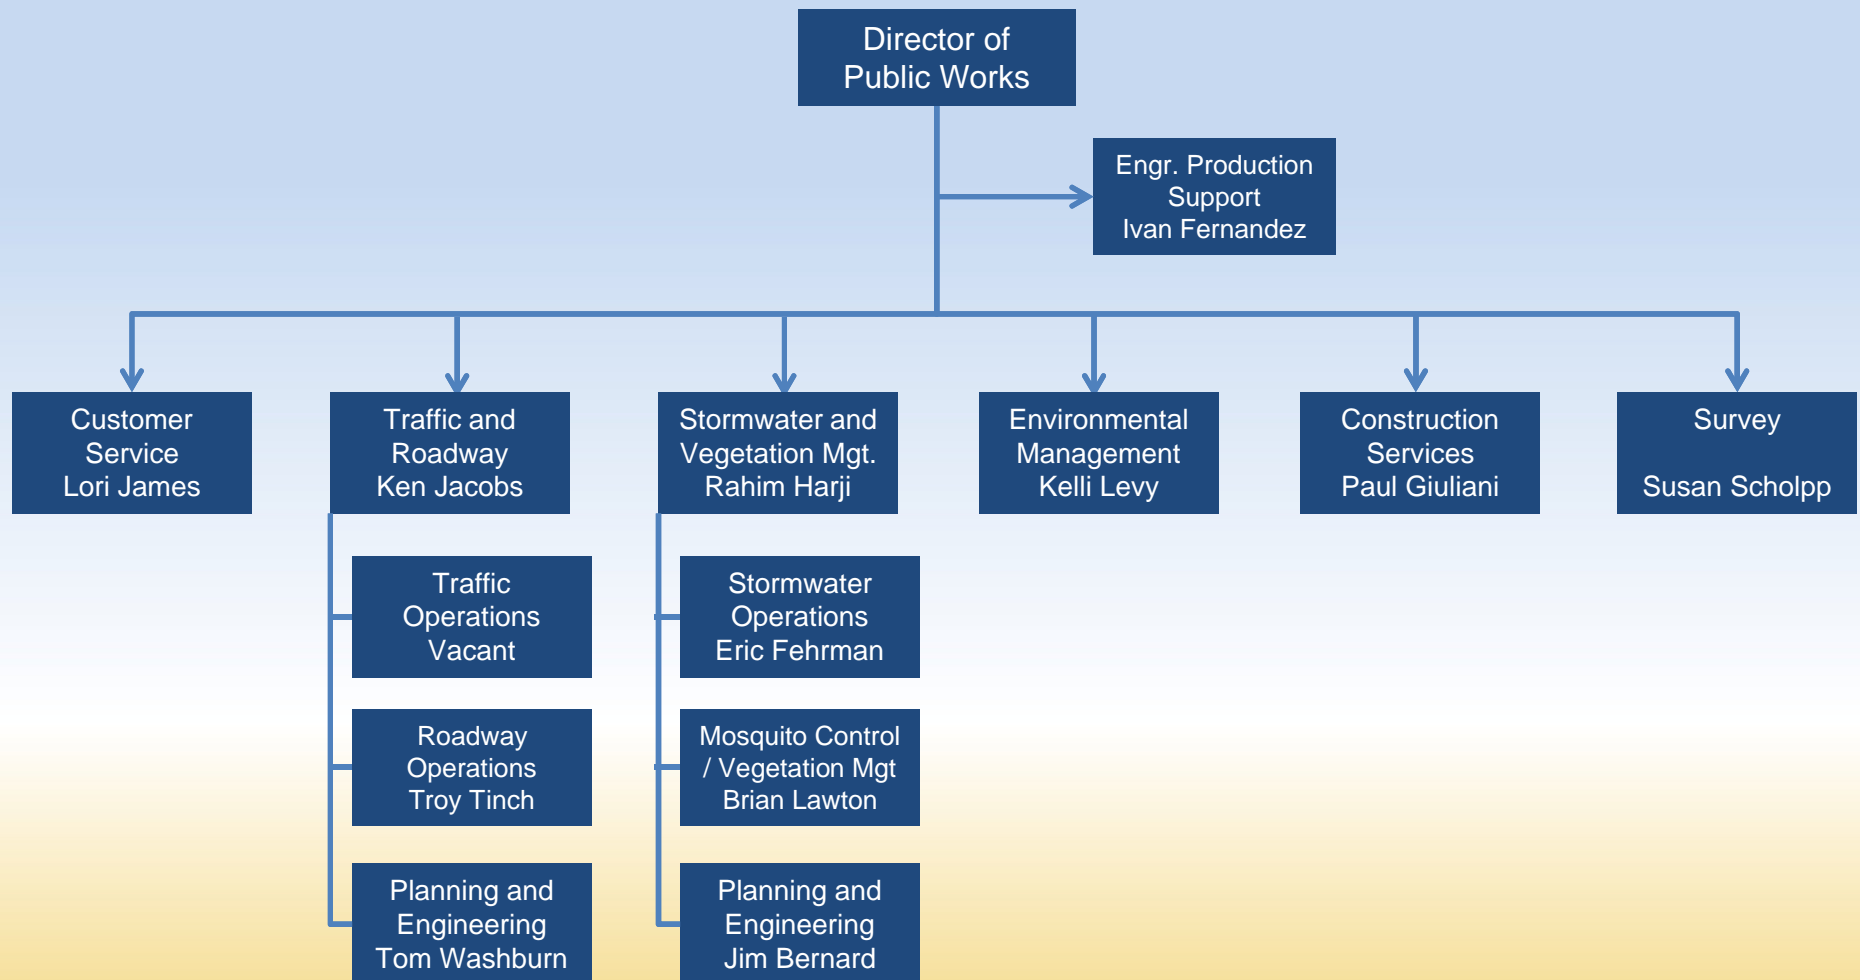 Director of
Public Works
Engr. Production
Support
Ivan Fernandez
Customer
Service
Lori James
Traffic and
Roadway
Ken Jacobs
Stormwater and
Vegetation Mgt.
Rahim Harji
Environmental
Management
Kelli Levy
Construction
Services
Paul Giuliani
Survey
Susan Scholpp
Traffic
Operations
Vacant
Stormwater
Operations
Eric Fehrman
Roadway
Operations
Troy Tinch
Mosquito Control
/ Vegetation Mgt
Brian Lawton
Planning and
Engineering
Tom Washburn
Planning and
Engineering
Jim Bernard